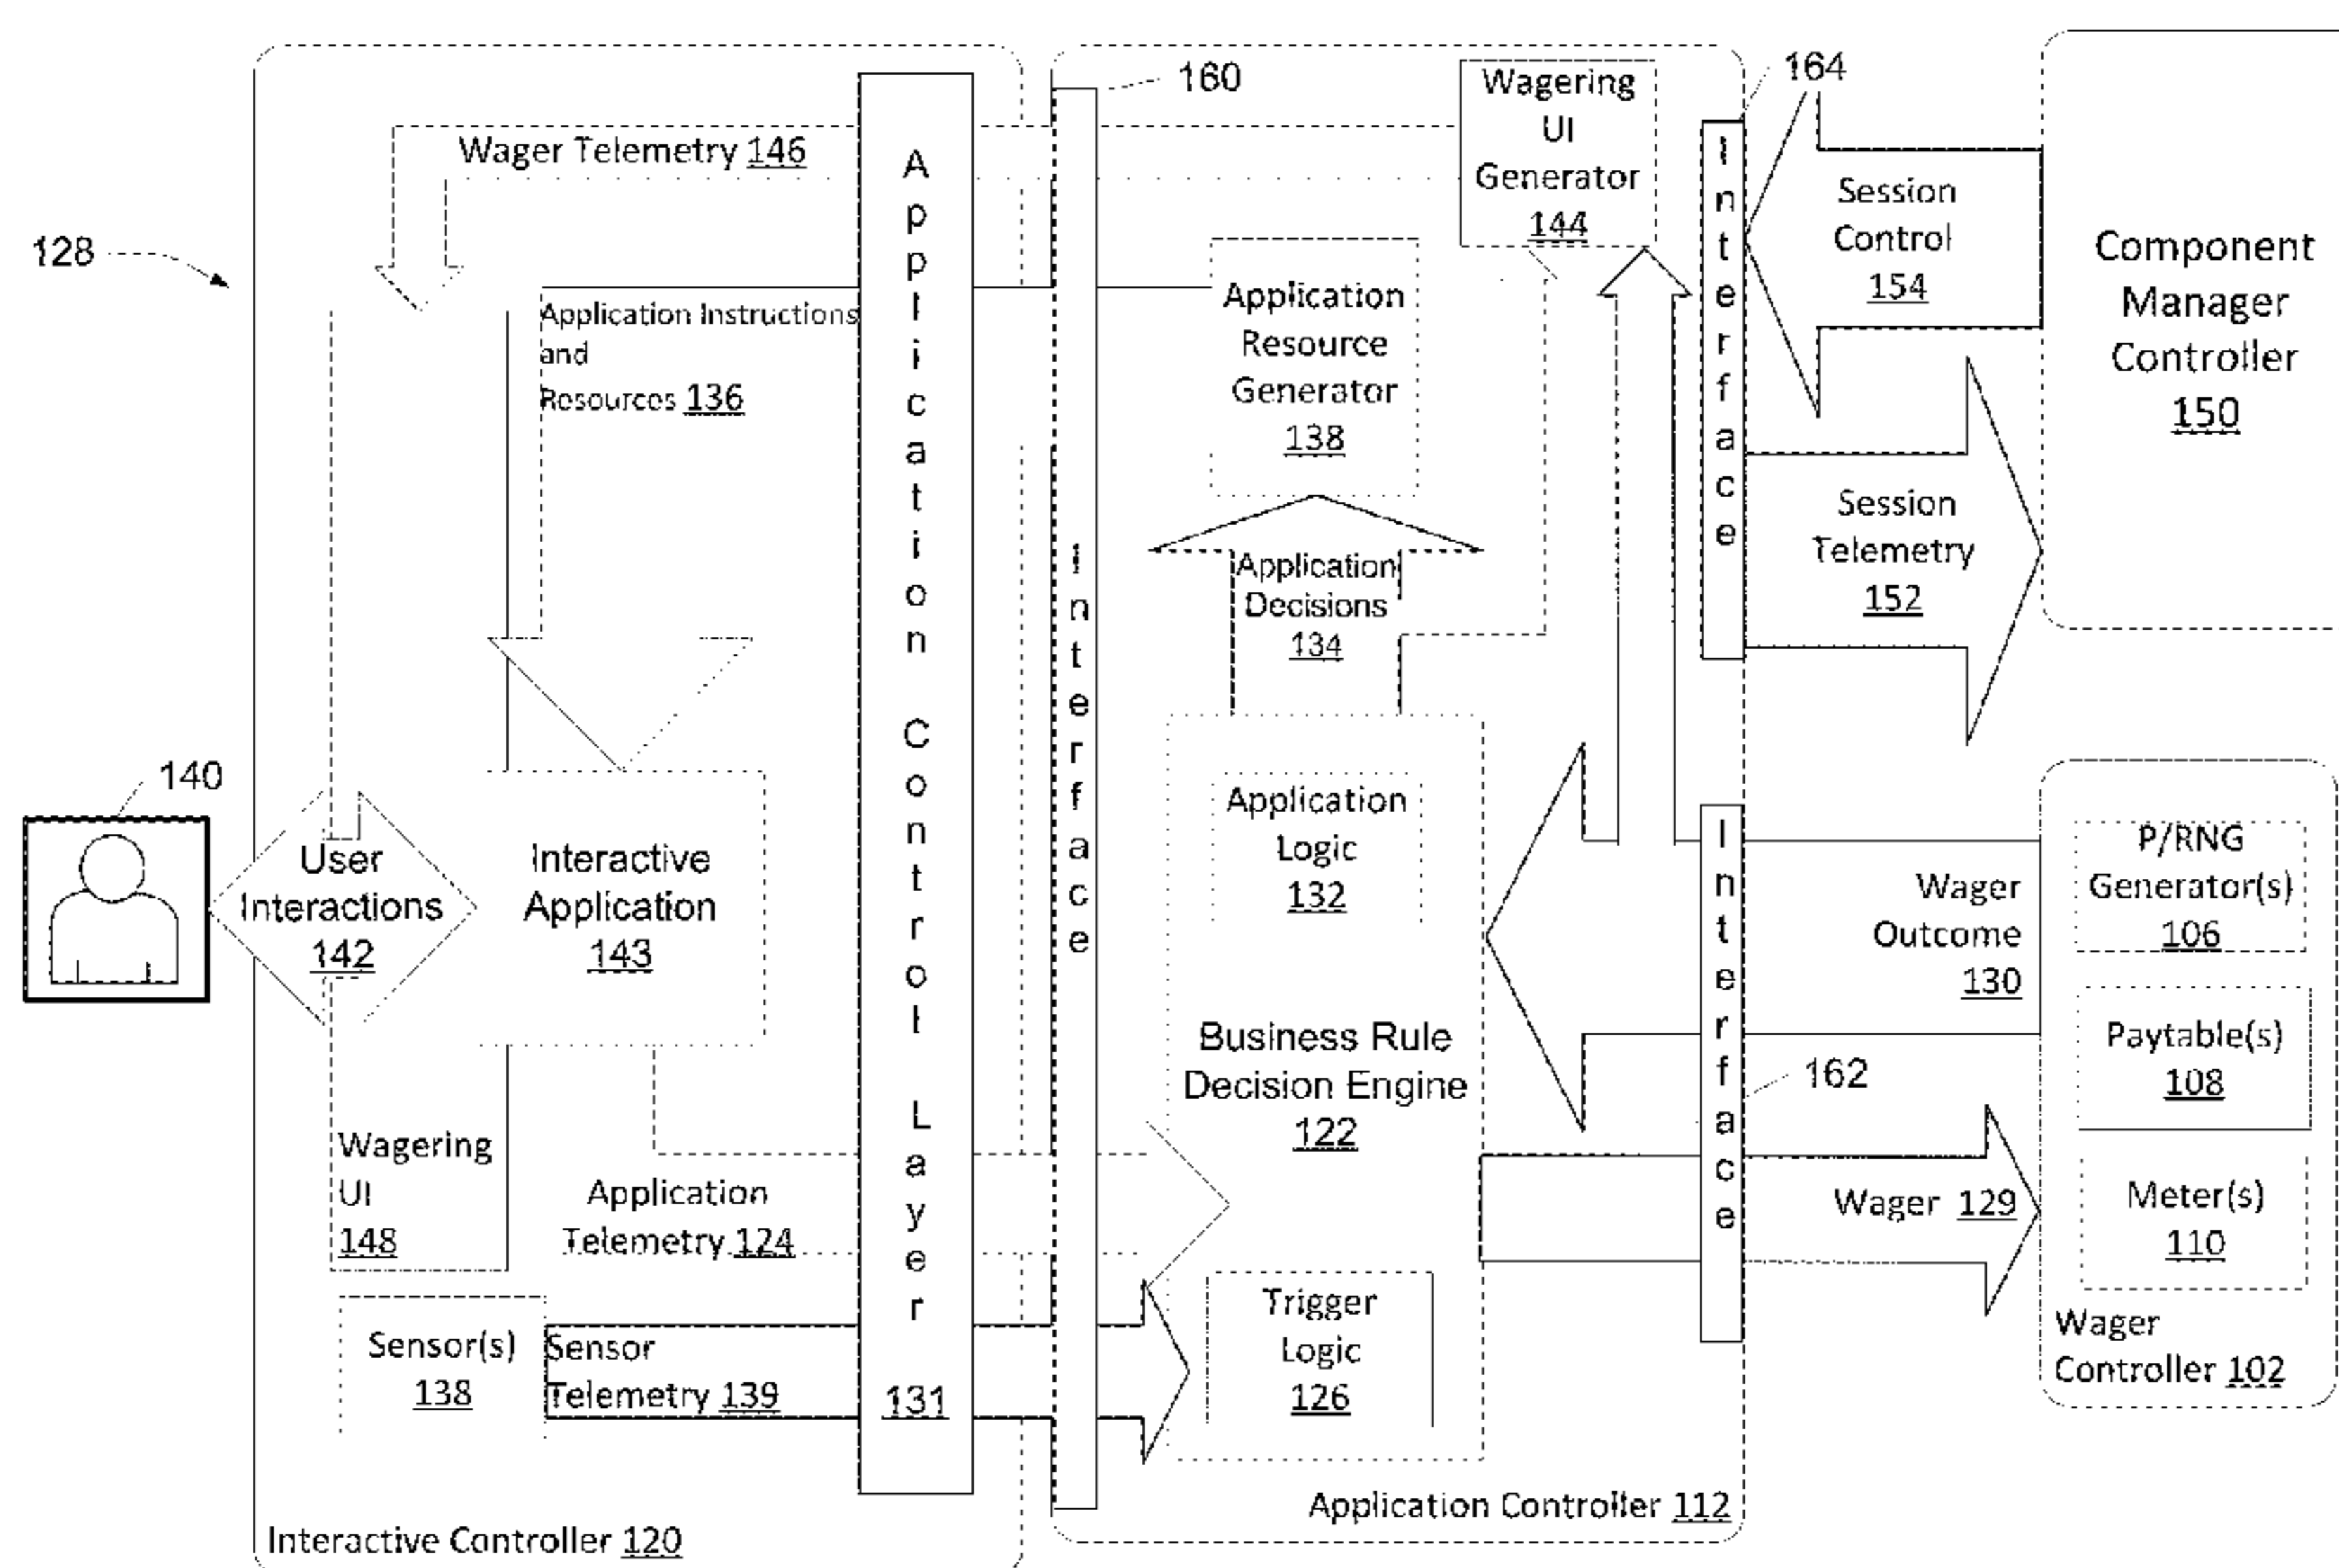 128
140
Wager Telemetry 146
Application Instructions
and
Resources 136
User
Interactions
142
Interactive
Application
143
Wagering
UI
148
Application
Telemetry 124
Sensor(s)
138
Sensor
Telemetry 139
Interactive Controller 120
Application Control Layer
131
160
Interface
Wagering
UI
Generator
144
Application
Resource
Generator
138
Application
Decisions
134
Application
Logic
132
Business Rule
Decision Engine
122
Trigger
Logic
126
Application Controller 112
164
Interface
Session
Control
154
Session
Telemetry
152
Component
Manager
Controller
150
Interface
162
Wager
Outcome
130
Wager 129
P/RNG
Generator(s)
106
Paytable(s)
108
Meter(s)
110
Wager
Controller 102